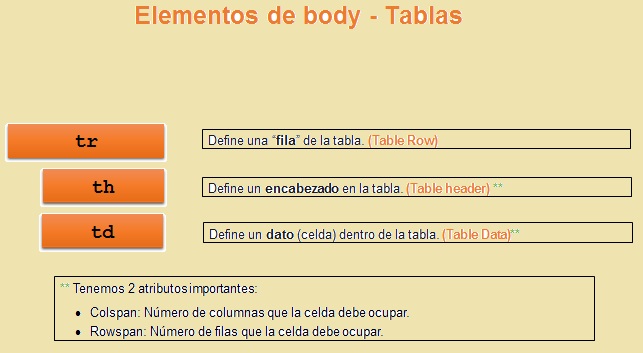 Elementos de body - Tablas
tr
Define una “fila” de la tabla. (Table Row)
th
Define un encabezado en la tabla. (Table header) **
td
Define un dato (celda) dentro de la tabla. (Table Data)**
** Tenemos 2 atributos importantes:
• Colspan: Número de columnas que la celda debe ocupar.
• Rowspan: Número de filas que la celda debe ocupar.